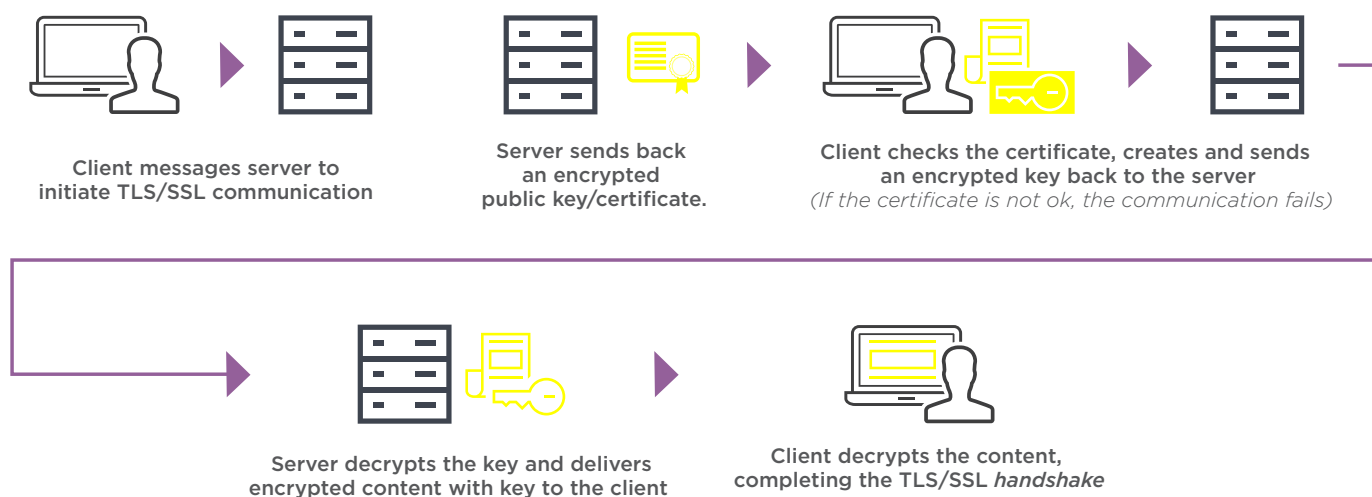 Client messages server to
initiate TLS/SSL communication
Server sends back
an encrypted
public key/certificate.
Client checks the certificate, creates and sends
an encrypted key back to the server
(If the certificate is not ok, the communication fails)
Server decrypts the key and delivers
encrypted content with key to the client
Client decrypts the content,
completing the TLS/SSL handshake